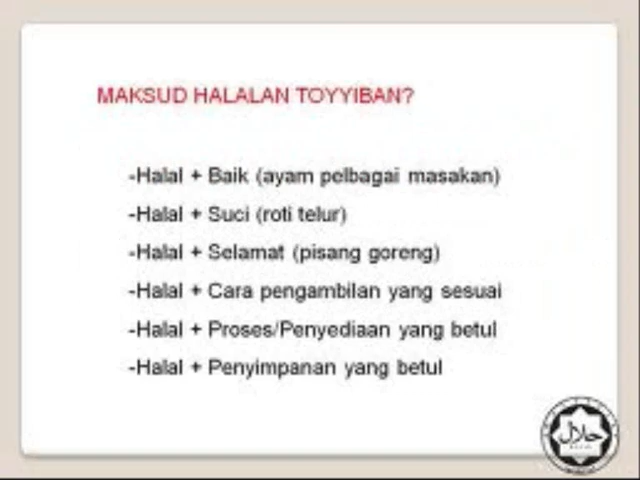 MAKSUD HALALAN TOYYIBAN?
-Halal + Baik (ayam pelbagai masakan)
-Halal + Suci (roti telur)
-Halal + Selamat (pisang goreng)
-Halal + Cara pengambilan yang sesuai
-Halal + Proses/Penyediaan yang betul
-Halal + Penyimpanan yang betul
حلال